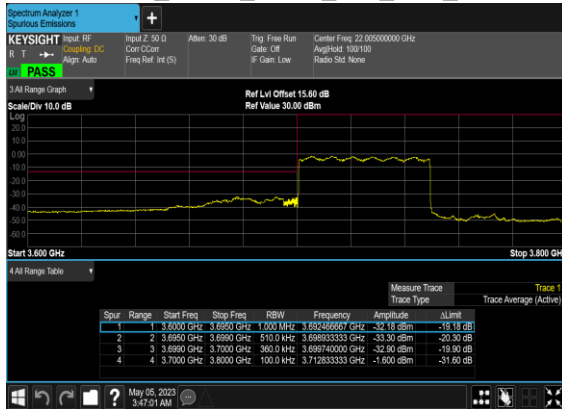 Spectrum Analyzer 1
Spurious Emissions
+
KEYSIGHT Input: RF Input Z: 50 Ω Atten: 30 dB Trig: Free Run Center Freq: 22.005000000 GHz
R T Coupling: DC Corr CCorr Gate: Off Avg|Hold: 100/100
Align: Auto Freq Ref: Int (S) IF Gain: Low Radio Std: None
PASS
3 All Range Graph
Ref Lvl Offset 15.60 dB
Scale/Div 10.0 dB Ref Value 30.00 dBm
Log
20.0
10.0
0.00
-10.0
-20.0
-30.0
-40.0
-50.0
-60.0
Start 3.600 GHz Stop 3.800 GH
4 All Range Table
Measure Trace Trace 1
Trace Type Trace Average (Active)
Spur Range Start Freq Stop Freq RBW Frequency Amplitude ΔLimit
1 1 3.6000 GHz 3.6950 GHz 1.000 MHz 3.692466667 GHz -32.18 dBm -19.18 dB
2 2 3.6950 GHz 3.6990 GHz 510.0 kHz 3.698933333 GHz -33.30 dBm -20.30 dB
3 3 3.6990 GHz 3.7000 GHz 360.0 kHz 3.699740000 GHz -32.90 dBm -19.90 dB
4 4 3.7000 GHz 3.8000 GHz 100.0 kHz 3.712833333 GHz -1.600 dBm -31.60 dB
? May 05, 2023
3:47:01 AM